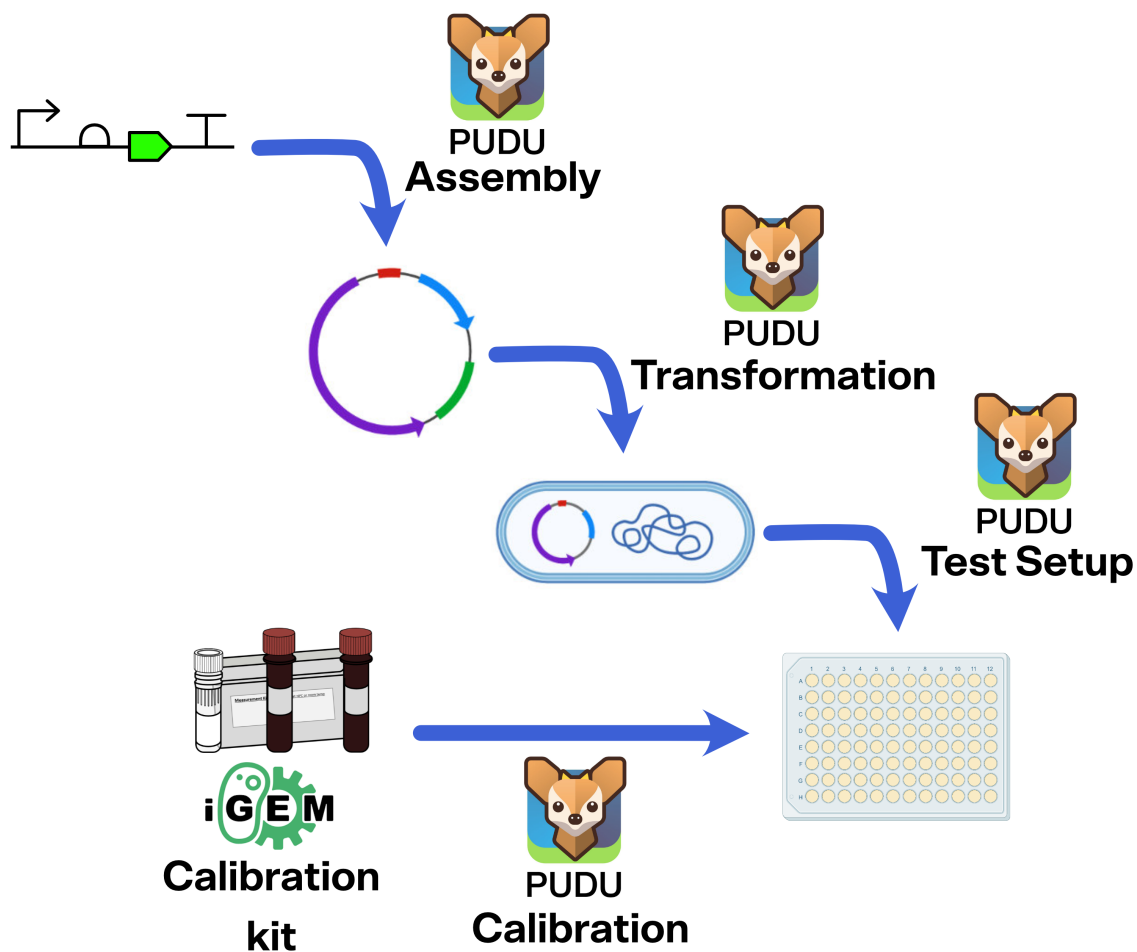 PUDU
Assembly
PUDU
Transformation
PUDU
Test Setup
1 2 3 4 5 6 7 8 9 10 11 12
A
B
C
D
E
F
G
H
Measurement
iGEM
Calibration
kit
PUDU
Calibration